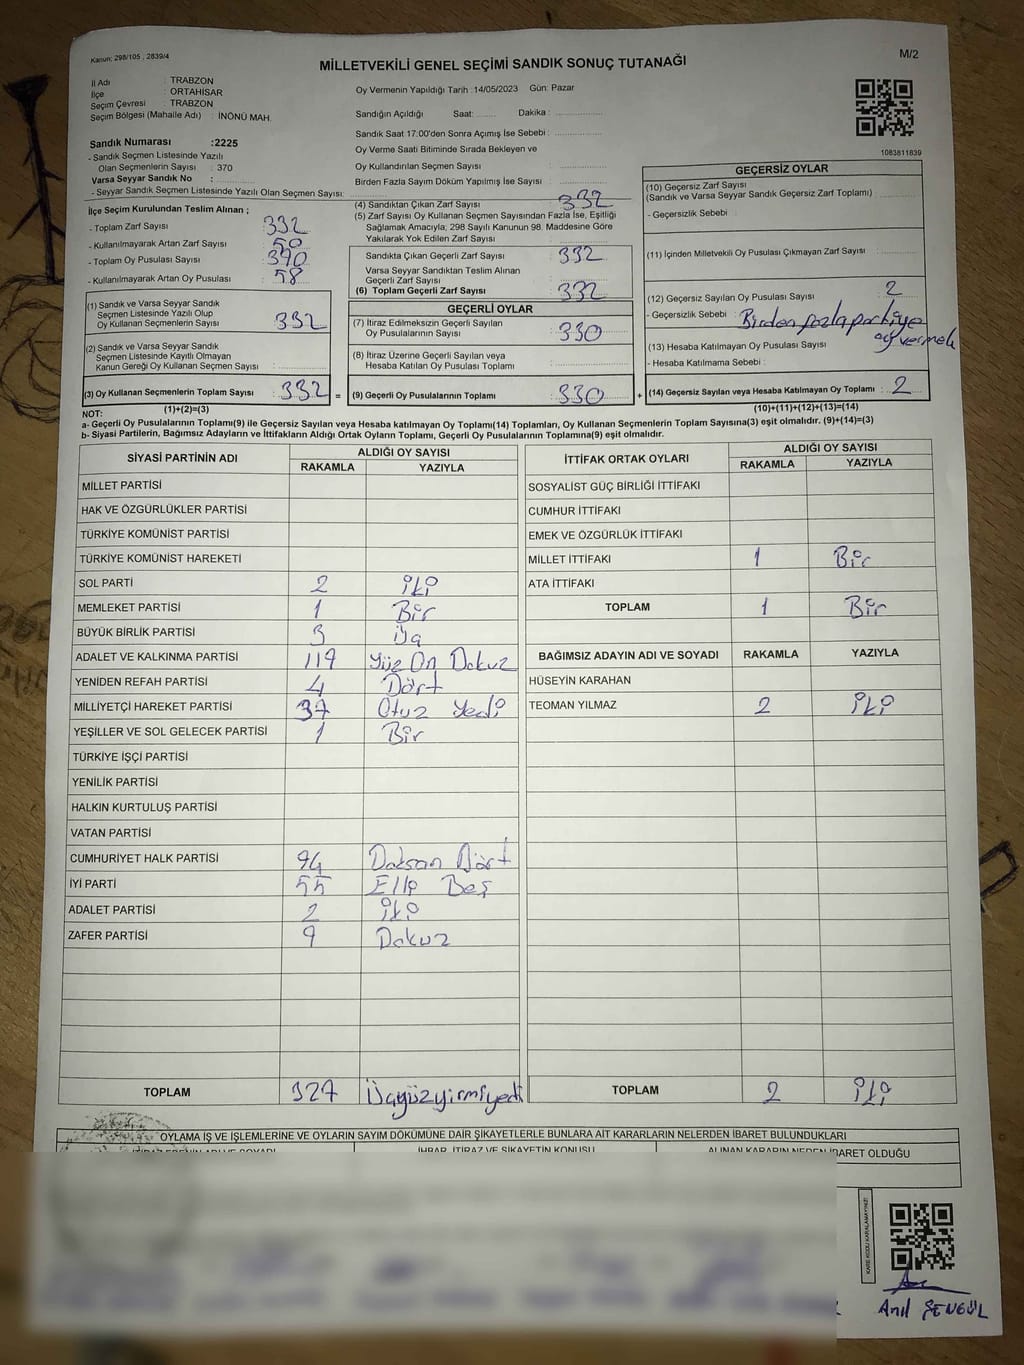 Kanun; 298/105 , 2839/4
M/2
MİLLETVEKİLİ GENEL SEÇİMİ SANDIK SONUÇ TUTANAĞI
İl Adı : TRABZON
İlçe : ORTAHİSAR
Seçim Çevresi : TRABZON
Seçim Bölgesi (Mahalle Adı) : İNÖNÜ MAH.
Sandık Numarası :2225
- Sandık Seçmen Listesinde Yazılı
Olan Seçmenlerin Sayısı : 370
Varsa Seyyar Sandık No :
- Seyyar Sandık Seçmen Listesinde Yazılı Olan Seçmen Sayısı:
Oy Vermenin Yapıldığı Tarih :14/05/2023 Gün: Pazar
Sandığın Açıldığı Saat: Dakika :
Sandık Saat 17:00'den Sonra Açımış İse Sebebi :
Oy Verme Saati Bitiminde Sırada Bekleyen ve
Oy Kullandırılan Seçmen Sayısı :
Birden Fazla Sayım Döküm Yapılmış İse Sayısı :
1083811839
İlçe Seçim Kurulundan Teslim Alınan ;
- Toplam Zarf Sayısı : 332
- Kullanılmayarak Artan Zarf Sayısı : 50
- Toplam Oy Pusulası Sayısı : 390
- Kullanılmayarak Artan Oy Pusulası : 58
(1) Sandık ve Varsa Seyyar Sandık
Seçmen Listesinde Yazılı Olup
Oy Kullanan Seçmenlerin Sayısı : 332
(2) Sandık ve Varsa Seyyar Sandık
Seçmen Listesinde Kayıtlı Olmayan
Kanun Gereği Oy Kullanan Seçmen Sayısı :
(3) Oy Kullanan Seçmenlerin Toplam Sayısı : 332 =
(1)+(2)=(3)
(4) Sandıktan Çıkan Zarf Sayısı : 332
(5) Zarf Sayısı Oy Kullanan Seçmen Sayısından Fazla İse, Eşitliği
Sağlamak Amacıyla; 298 Sayılı Kanunun 98. Maddesine Göre
Yakılarak Yok Edilen Zarf Sayısı :
Sandıkta Çıkan Geçerli Zarf Sayısı : 332
Varsa Seyyar Sandıktan Teslim Alınan
Geçerli Zarf Sayısı :
(6) Toplam Geçerli Zarf Sayısı : 332
GEÇERLİ OYLAR
(7) İtiraz Edilmeksizin Geçerli Sayılan
Oy Pusulalarının Sayısı : 330
(8) İtiraz Üzerine Geçerli Sayılan veya
Hesaba Katılan Oy Pusulası Toplamı :
(9) Geçerli Oy Pusulalarının Toplamı : 330 +
GEÇERSİZ OYLAR
(10) Geçersiz Zarf Sayısı
(Sandık ve Varsa Seyyar Sandık Geçersiz Zarf Toplamı) :
- Geçersizlik Sebebi :
(11) İçinden Milletvekili Oy Pusulası Çıkmayan Zarf Sayısı :
(12) Geçersiz Sayılan Oy Pusulası Sayısı : 2
- Geçersizlik Sebebi : Birden fazla partiye
oy vermek
(13) Hesaba Katılmayan Oy Pusulası Sayısı :
- Hesaba Katılmama Sebebi :
(14) Geçersiz Sayılan veya Hesaba Katılmayan Oy Toplamı : 2
(10)+(11)+(12)+(13)=(14)
NOT:
a- Geçerli Oy Pusulalarının Toplamı(9) ile Geçersiz Sayılan veya Hesaba katılmayan Oy Toplamı(14) Toplamları, Oy Kullanan Seçmenlerin Toplam Sayısına(3) eşit olmalıdır. (9)+(14)=(3)
b- Siyasi Partilerin, Bağımsız Adayların ve İttifakların Aldığı Ortak Oyların Toplamı, Geçerli Oy Pusulalarının Toplamına(9) eşit olmalıdır.
SİYASİ PARTİNİN ADI ALDIĞI OY SAYISI
RAKAMLA YAZIYLA
MİLLET PARTİSİ
HAK VE ÖZGÜRLÜKLER PARTİSİ
TÜRKİYE KOMÜNİST PARTİSİ
TÜRKİYE KOMÜNİST HAREKETİ
SOL PARTİ 2 İki
MEMLEKET PARTİSİ 1 Bir
BÜYÜK BİRLİK PARTİSİ 3 Üç
ADALET VE KALKINMA PARTİSİ 119 Yüz On Dokuz
YENİDEN REFAH PARTİSİ 4 Dört
MİLLİYETÇİ HAREKET PARTİSİ 37 Otuz Yedi
YEŞİLLER VE SOL GELECEK PARTİSİ 1 Bir
TÜRKİYE İŞÇİ PARTİSİ
YENİLİK PARTİSİ
HALKIN KURTULUŞ PARTİSİ
VATAN PARTİSİ
CUMHURİYET HALK PARTİSİ 94 Doksan Dört
İYİ PARTİ 55 Elli Beş
ADALET PARTİSİ 2 İki
ZAFER PARTİSİ 9 Dokuz
TOPLAM 327 Üçyüzyirmiyedi
İTTİFAK ORTAK OYLARI ALDIĞI OY SAYISI
RAKAMLA YAZIYLA
SOSYALİST GÜÇ BİRLİĞİ İTTİFAKI
CUMHUR İTTİFAKI
EMEK VE ÖZGÜRLÜK İTTİFAKI
MİLLET İTTİFAKI 1 Bir
ATA İTTİFAKI
TOPLAM 1 Bir
BAĞIMSIZ ADAYIN ADI VE SOYADI RAKAMLA YAZIYLA
HÜSEYİN KARAHAN
TEOMAN YILMAZ 2 İki
TOPLAM 2 İki
OYLAMA İŞ VE İŞLEMLERİNE VE OYLARIN SAYIM DÖKÜMÜNE DAİR ŞİKAYETLERLE BUNLARA AİT KARARLARIN NELERDEN İBARET BULUNDUKLARI
İHBAR, İTİRAZ VE ŞİKAYETİN KONUSU
ALINAN KARARIN NEDEN İBARET OLDUĞU
KARE KODU KARALAMAYINIZ!
Anıl ŞENGÜL